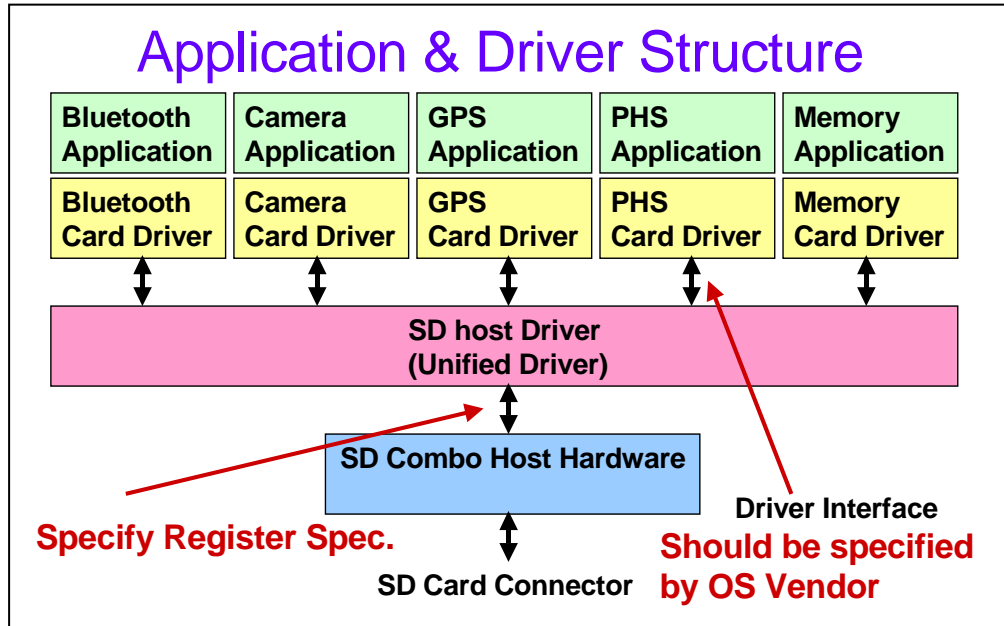 Application & Driver Structure
Bluetooth
Application
Camera
Application
GPS
Application
PHS
Application
Memory
Application
Bluetooth
Card Driver
Camera
Card Driver
GPS
Card Driver
PHS
Card Driver
Memory
Card Driver
SD host Driver
(Unified Driver)
SD Combo Host Hardware
Specify Register Spec.
SD Card Connector
Driver Interface
Should be specified
by OS Vendor